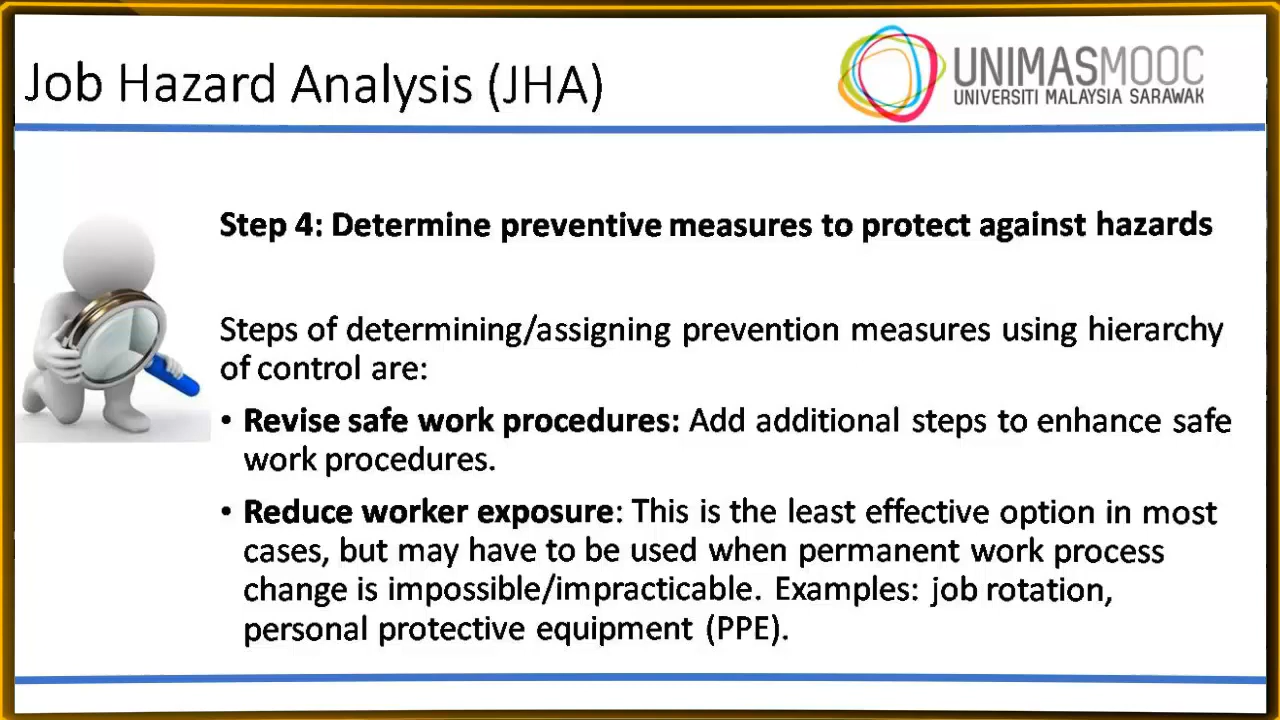 Job Hazard Analysis (JHA)
UNIMASMOOC
UNIVERSITI MALAYSIA SARAWAK
Step 4: Determine preventive measures to protect against hazards
Steps of determining/assigning prevention measures using hierarchy
of control are:
• Revise safe work procedures: Add additional steps to enhance safe
work procedures.
• Reduce worker exposure: This is the least effective option in most
cases, but may have to be used when permanent work process
change is impossible/impracticable. Examples: job rotation,
personal protective equipment (PPE).